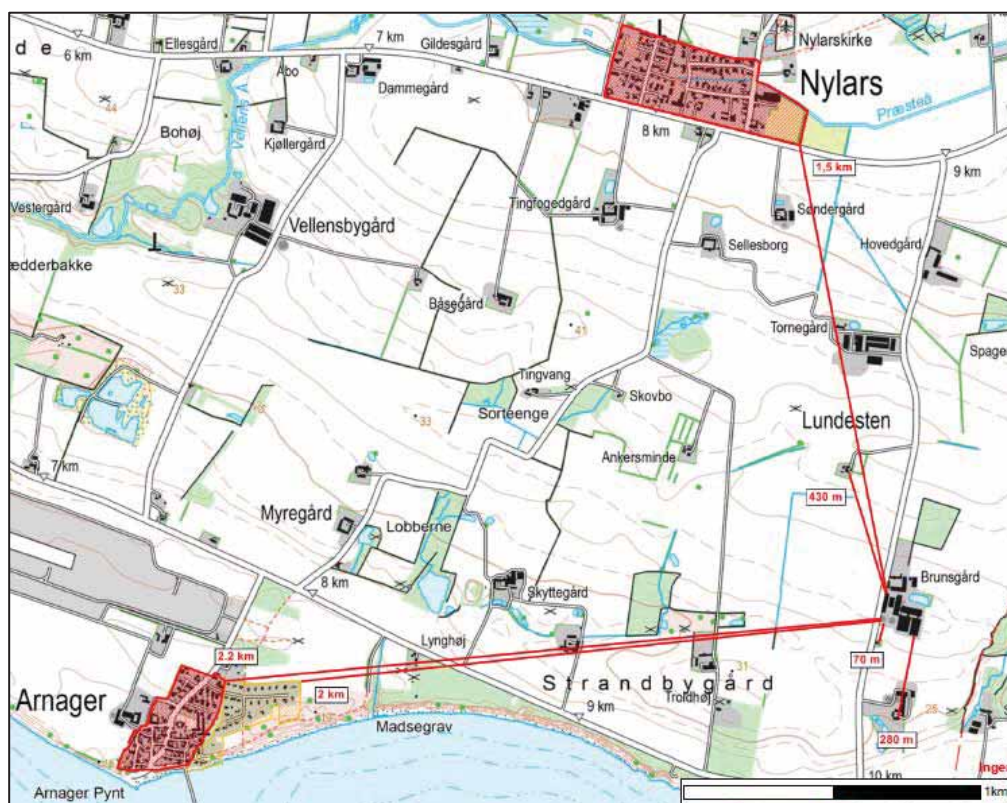 d e
6 km
Ellesgård
Åbo
7 km
Gildesgård
Dammegård
Nylarskirke
Nylars
Præsteå
44
Bohøj
Vellens Å
Kjøllergård
8 km
1,5 km
9 km
Vestergård
Vellensbygård
Tingfogedgård
Søndergård
Sellesborg
Hovedgård
ædderbakke
33
Båsegård
41
Tornegård
Spage
Tingvang
Skovbo
Sorteenge
33
Lundesten
7 km
Ankersminde
430 m
Myregård
Lobberne
Brunsgård
8 km
Skyttegård
2.2 km
Lynghøj
70 m
31
Arnager
2 km
Strandbygård
Troldhøj
25
9 km
Madsegrav
280 m
Arnager Pynt
10 km
Inge
1km